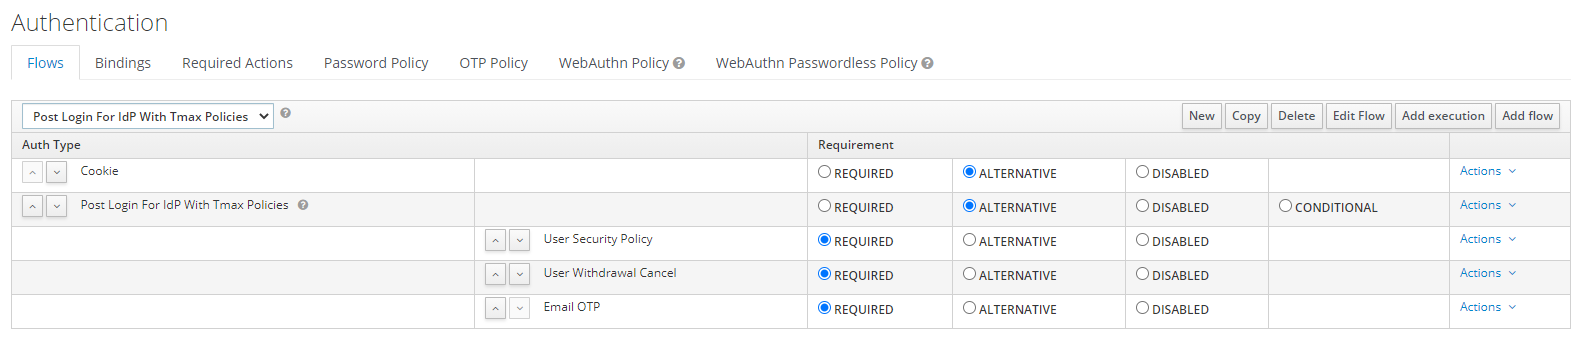 Authentication
Flows Bindings Required Actions Password Policy OTP Policy WebAuthn Policy ? WebAuthn Passwordless Policy ?
Post Login For IdP With Tmax Policies ? New Copy Delete Edit Flow Add execution Add flow
Auth Type Requirement
Cookie REQUIRED ALTERNATIVE DISABLED Actions
Post Login For IdP With Tmax Policies ? REQUIRED ALTERNATIVE DISABLED CONDITIONAL Actions
User Security Policy REQUIRED ALTERNATIVE DISABLED Actions
User Withdrawal Cancel REQUIRED ALTERNATIVE DISABLED Actions
Email OTP REQUIRED ALTERNATIVE DISABLED Actions